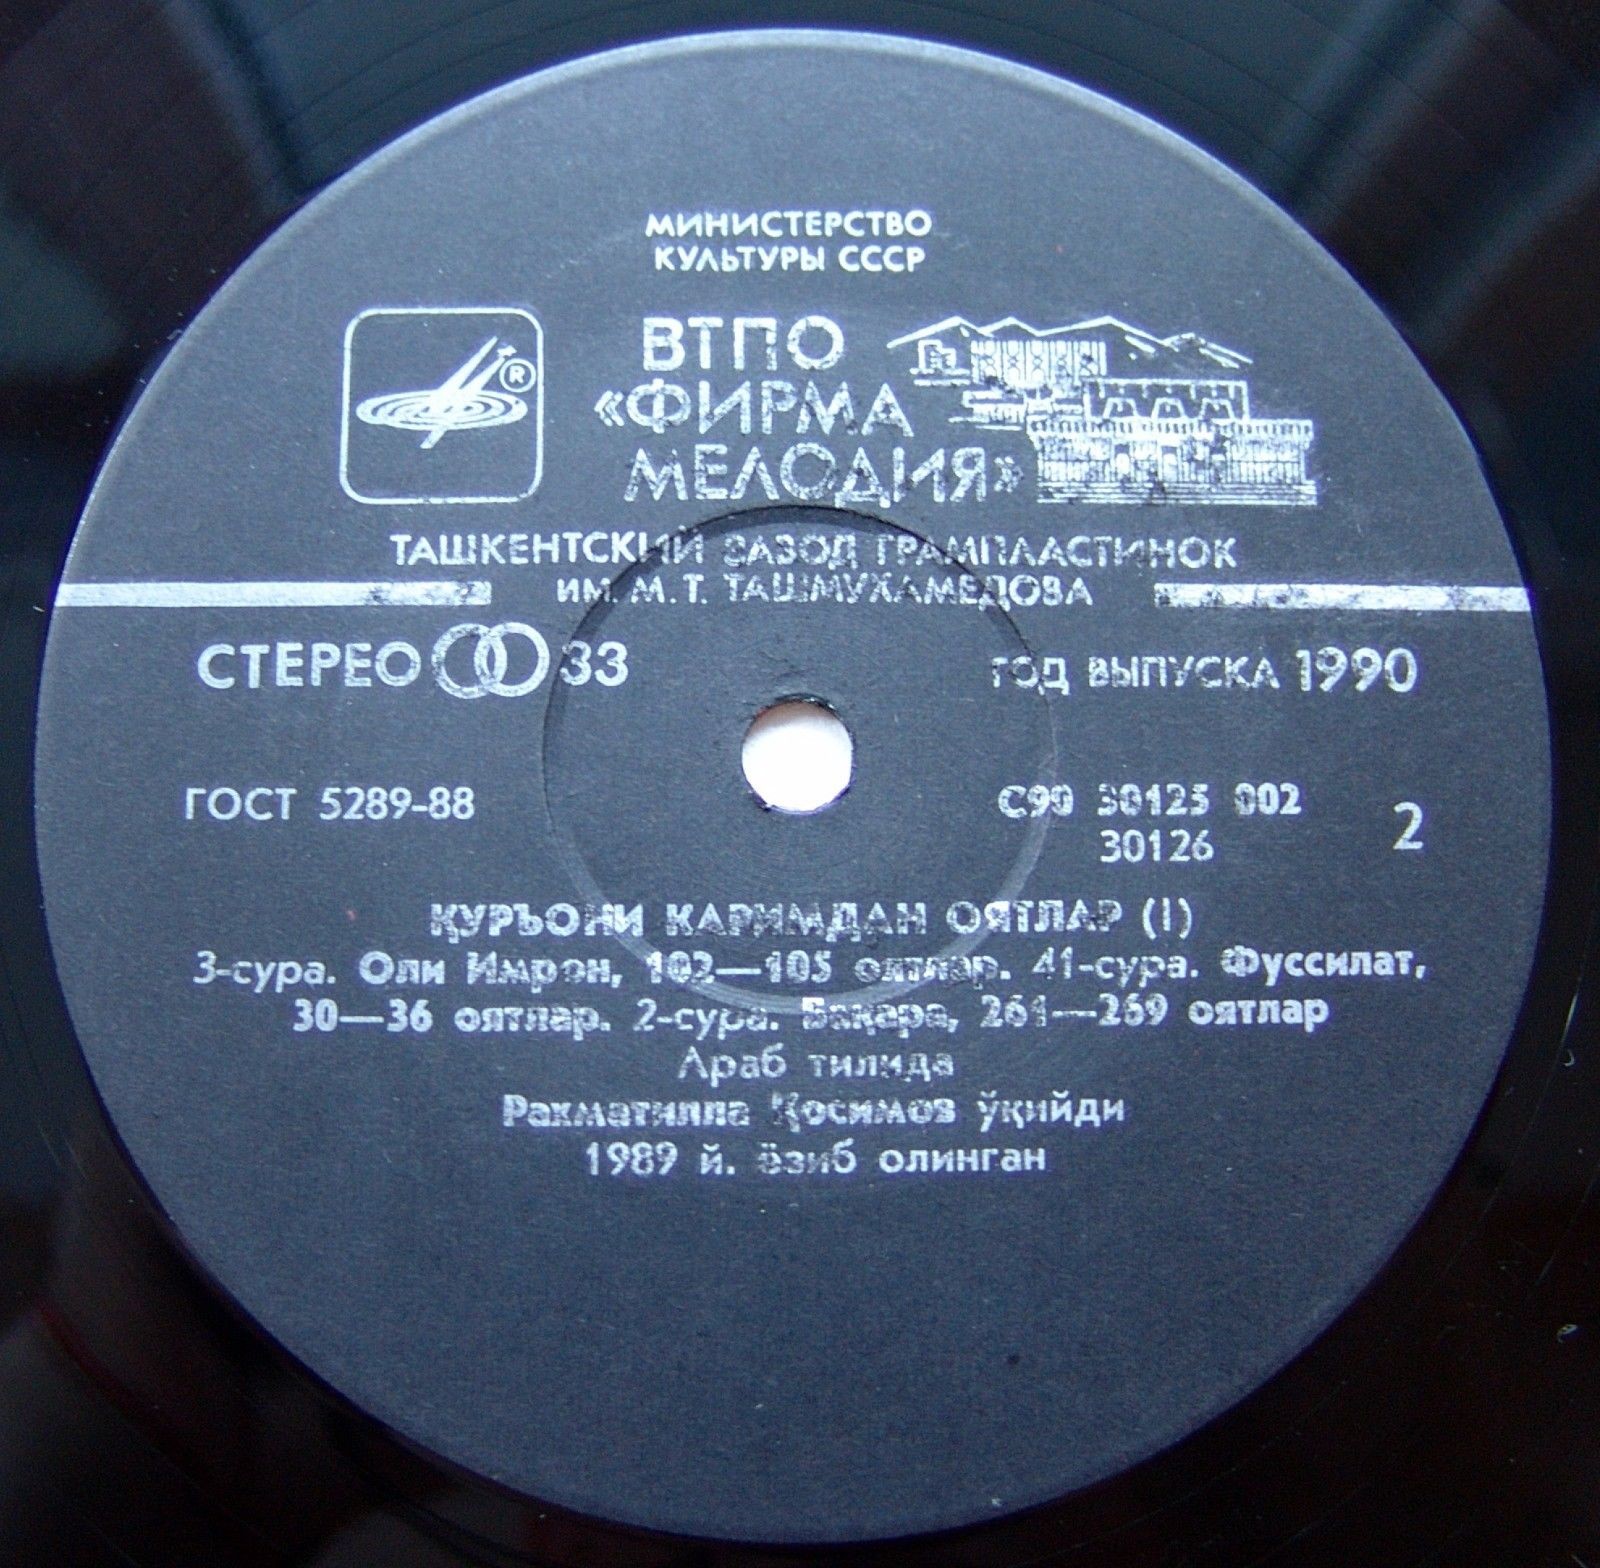 МИНИСТЕРСТВО
КУЛЬТУРЫ СССР
ВТПО
«ФИРМА
МЕЛОДИЯ»
®
ТАШКЕНТСКИЙ ЗАВОД ГРАМПЛАСТИНОК
ИМ. М. Т. ТАШМУХАМЕДОВА
СТЕРЕО 33
ГОД ВЫПУСКА 1990
ГОСТ 5289-88
С90 30125 002
30126
2
ҚУРЪОНИ КАРИМДАН ОЯТЛАР (I)
3-сура. Оли Имрон, 102—105 оятлар. 41-сура. Фуссилат,
30—36 оятлар. 2-сура. Бақара, 261—269 оятлар
Араб тилида
Рахматилла Қосимов ўқийди
1989 й. ёзиб олинган